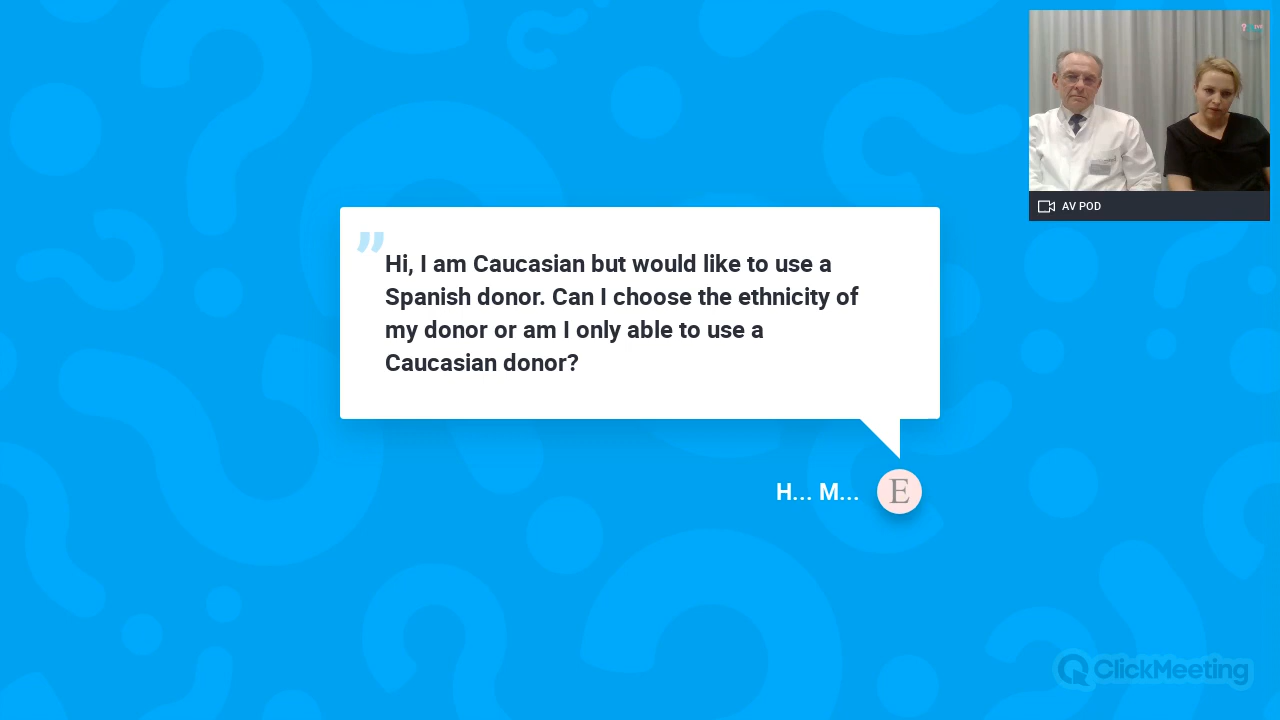 Hi, I am Caucasian but would like to use a
Spanish donor. Can I choose the ethnicity of
my donor or am I only able to use a
Caucasian donor?
H... M...
E
AV POD
ClickMeeting